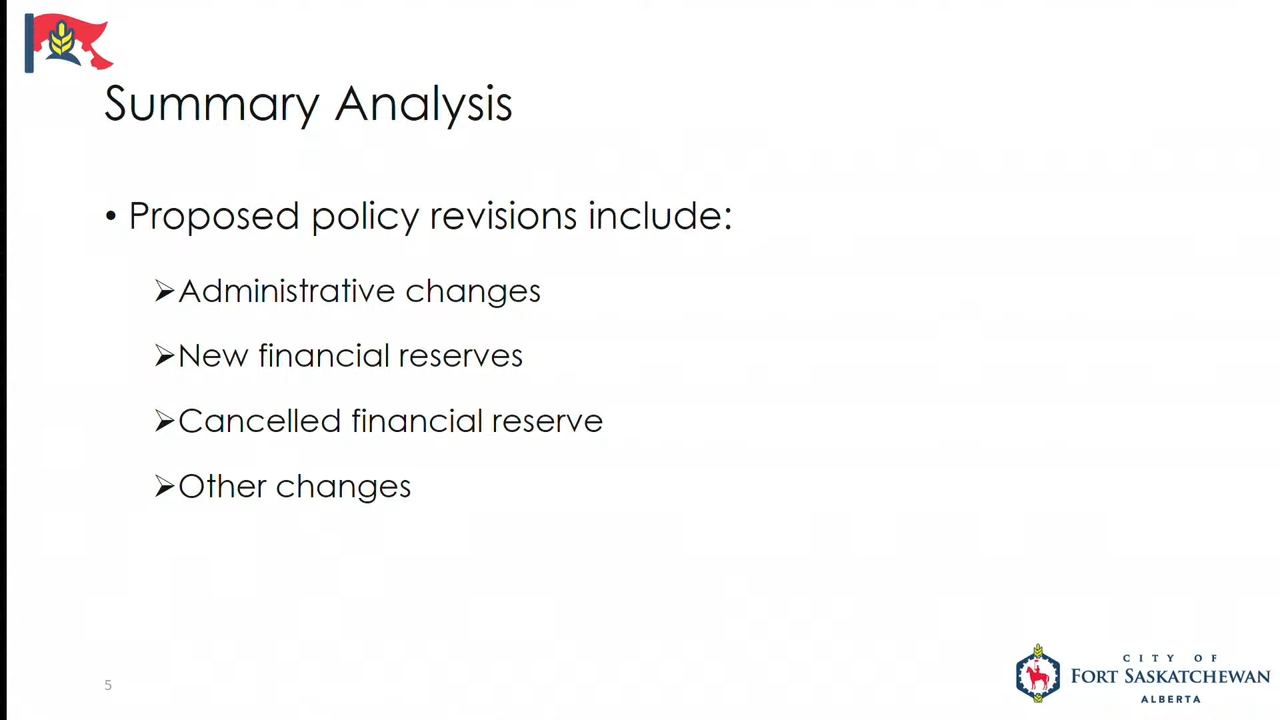 Summary Analysis
• Proposed policy revisions include:
➢Administrative changes
➢New financial reserves
➢Cancelled financial reserve
➢Other changes
5
CITY OF
FORT SASKATCHEWAN
ALBERTA